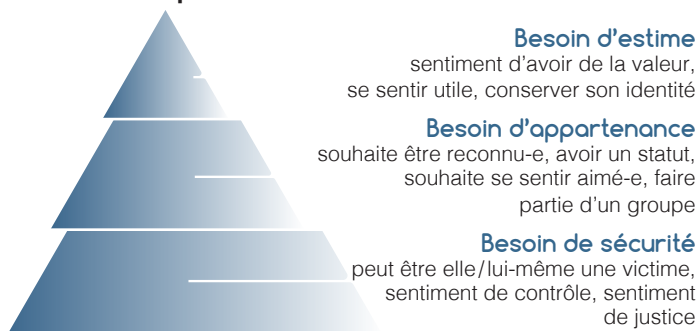 Besoin d'estime
sentiment d'avoir de la valeur,
se sentir utile, conserver son identité
Besoin d'appartenance
souhaite être reconnu-e, avoir un statut,
souhaite se sentir aimé-e, faire
partie d'un groupe
Besoin de sécurité
peut être elle/lui-même une victime,
sentiment de contrôle, sentiment
de justice